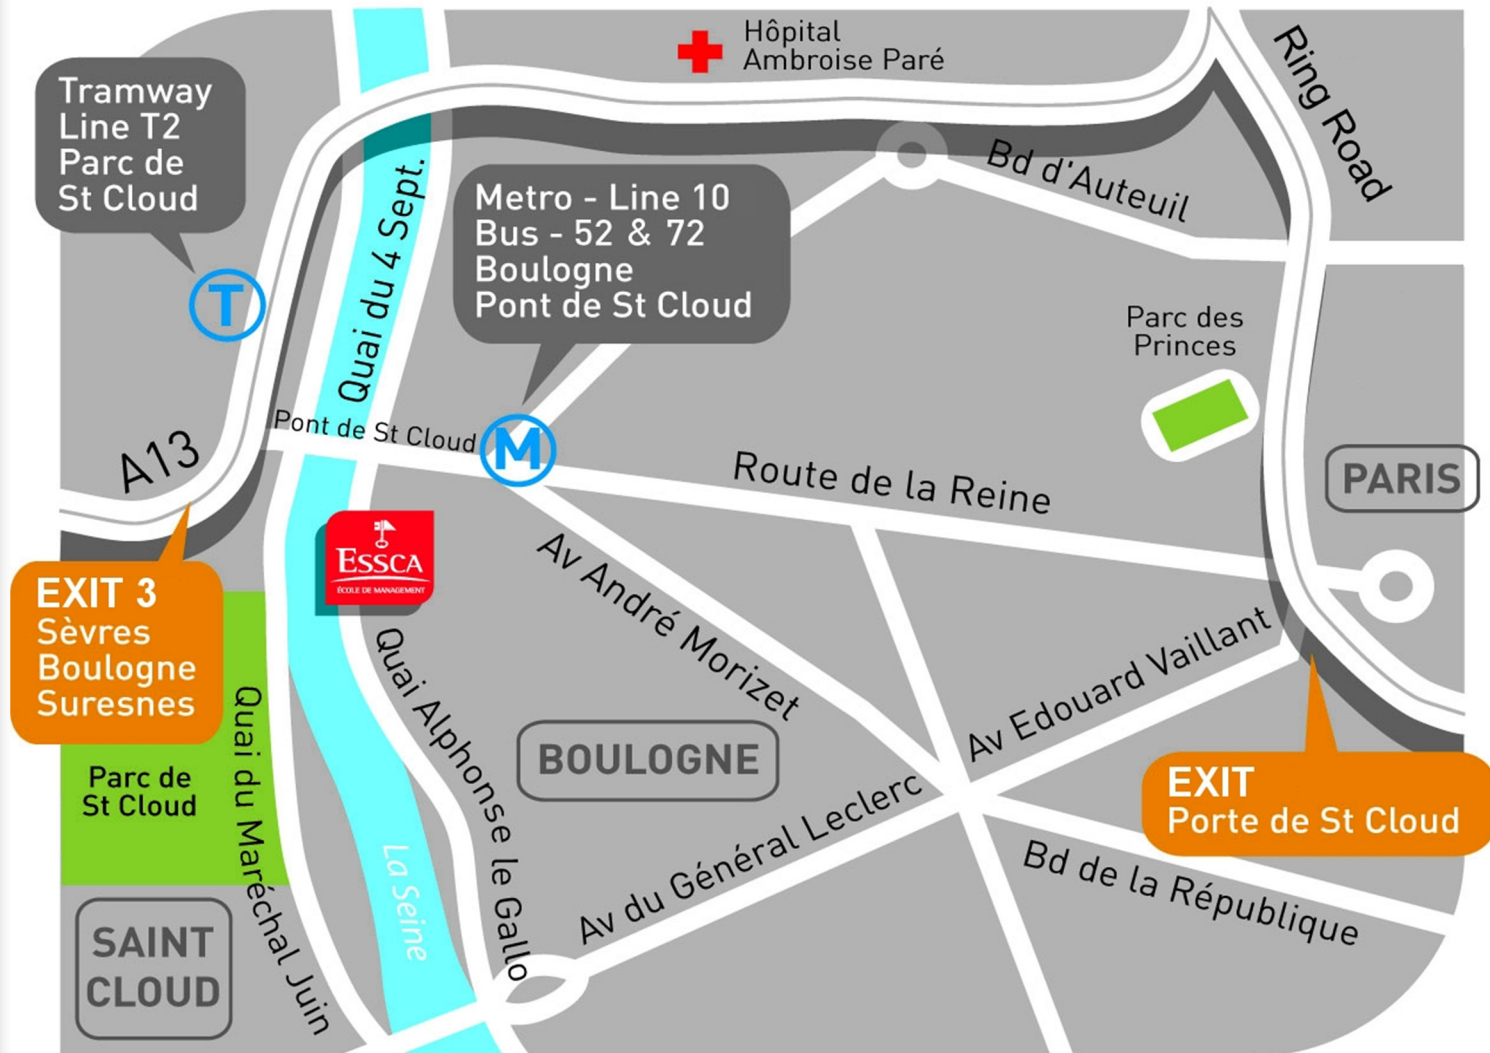 Hôpital
Ambroise Paré
Ring Road
Tramway
Line T2
Parc de
St Cloud
Bd d'Auteuil
Quai du 4 Sept.
Metro - Line 10
Bus - 52 & 72
Boulogne
Pont de St Cloud
T
Parc des
Princes
Pont de St Cloud
M
A13
Route de la Reine
PARIS
ESSCA
ÉCOLE DE MANAGEMENT
Av André Morizet
EXIT 3
Sèvres
Boulogne
Suresnes
Quai Alphonse le Gallo
Av Edouard Vaillant
Quai du Maréchal Juin
BOULOGNE
Parc de
St Cloud
EXIT
Porte de St Cloud
La Seine
Av du Général Leclerc
Bd de la République
SAINT
CLOUD